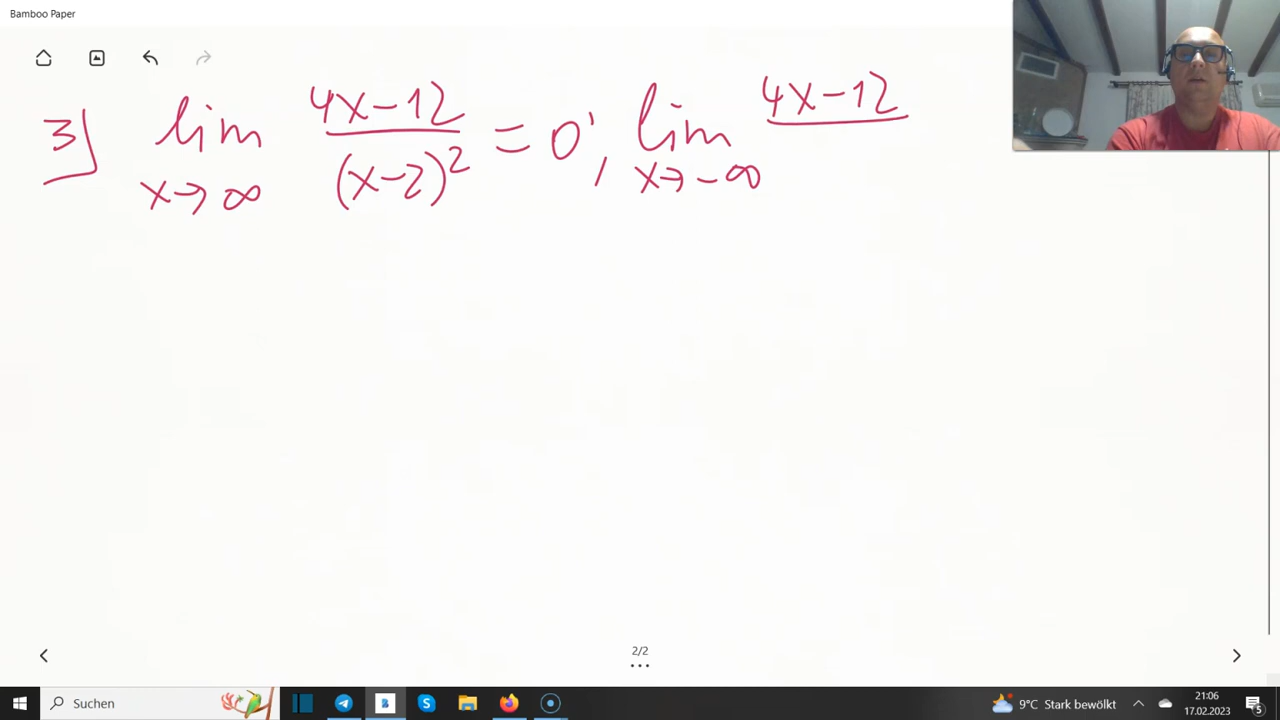 Bamboo Paper
3) lim x→∞ (4x-12)/(x-2)² = 0', lim x→-∞ 4x-12
2/2
Suchen
9°C Stark bewölkt
21:06
17.02.2023
5